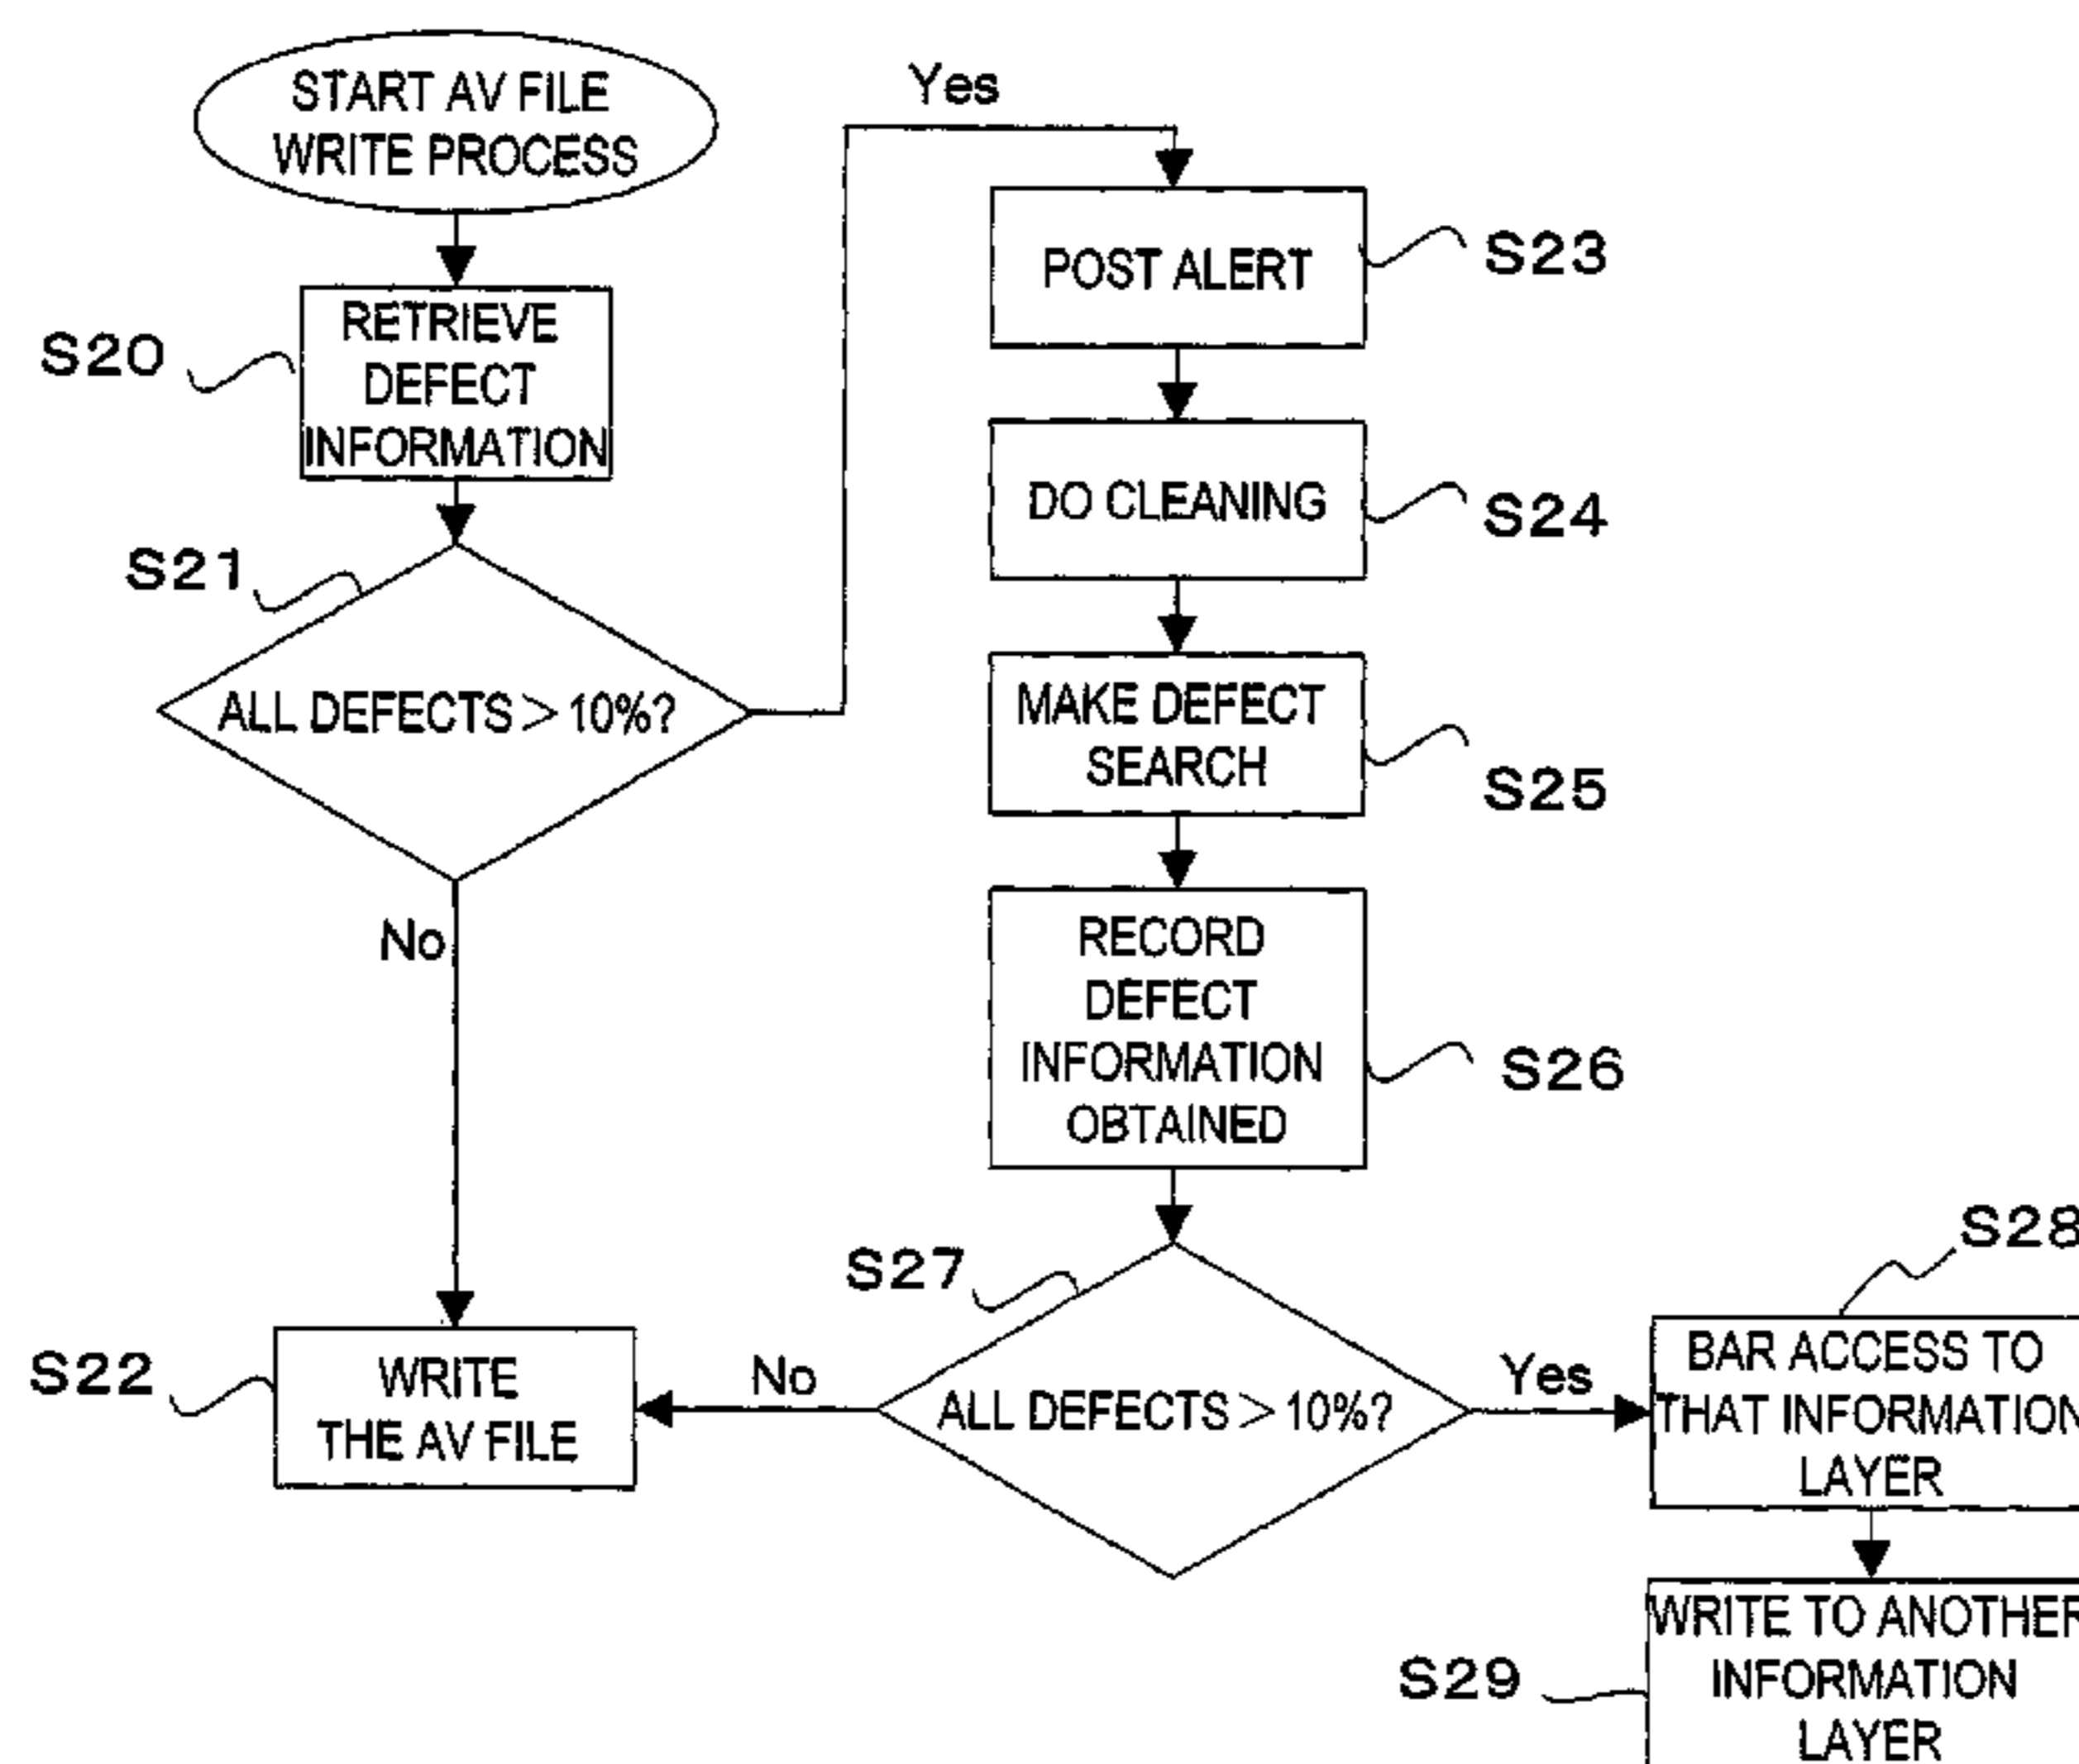 START AV FILE
WRITE PROCESS
S20
RETRIEVE
DEFECT
INFORMATION
S21
ALL DEFECTS > 10%?
No
Yes
S22
WRITE
THE AV FILE
POST ALERT
S23
DO CLEANING
S24
MAKE DEFECT
SEARCH
S25
RECORD
DEFECT
INFORMATION
OBTAINED
S26
S27
ALL DEFECTS > 10%?
No
Yes
S28
BAR ACCESS TO
THAT INFORMATION
LAYER
S29
WRITE TO ANOTHER
INFORMATION
LAYER